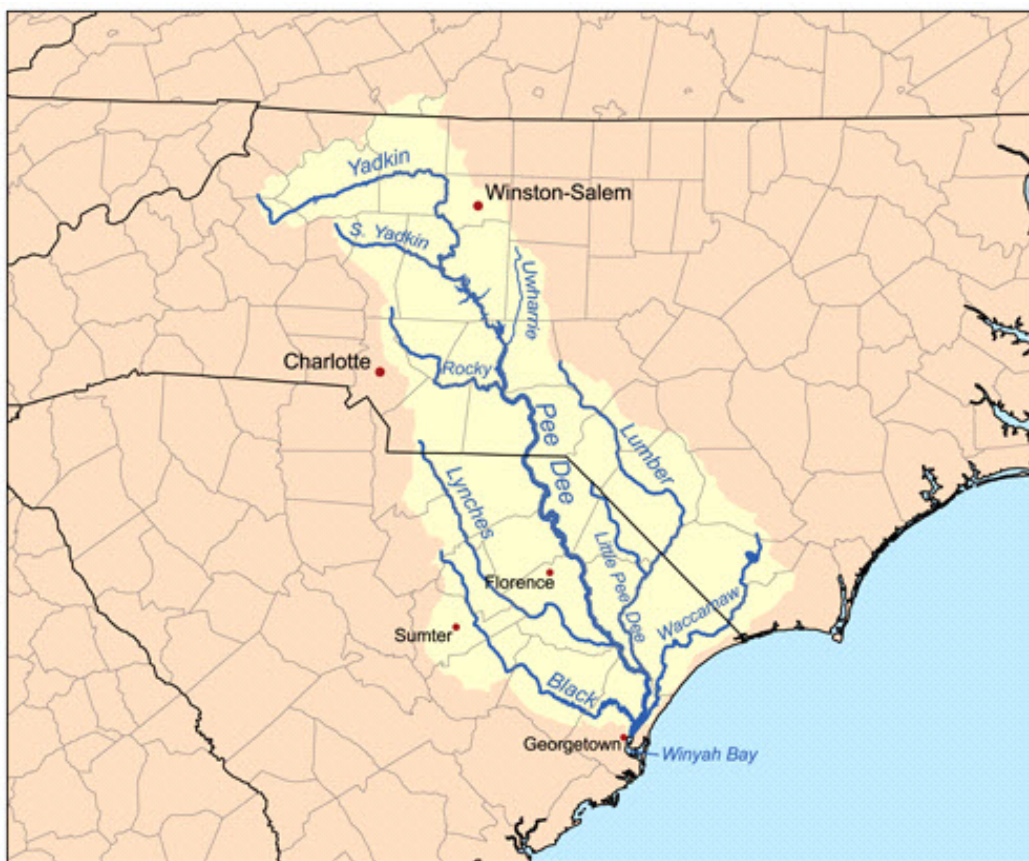 Yadkin
Winston-Salem
S. Yadkin
Uwharrie
Charlotte
Rocky
Pee Dee
Lumber
Lynches
Little Pee Dee
Florence
Waccamaw
Sumter
Black
Georgetown
Winyah Bay